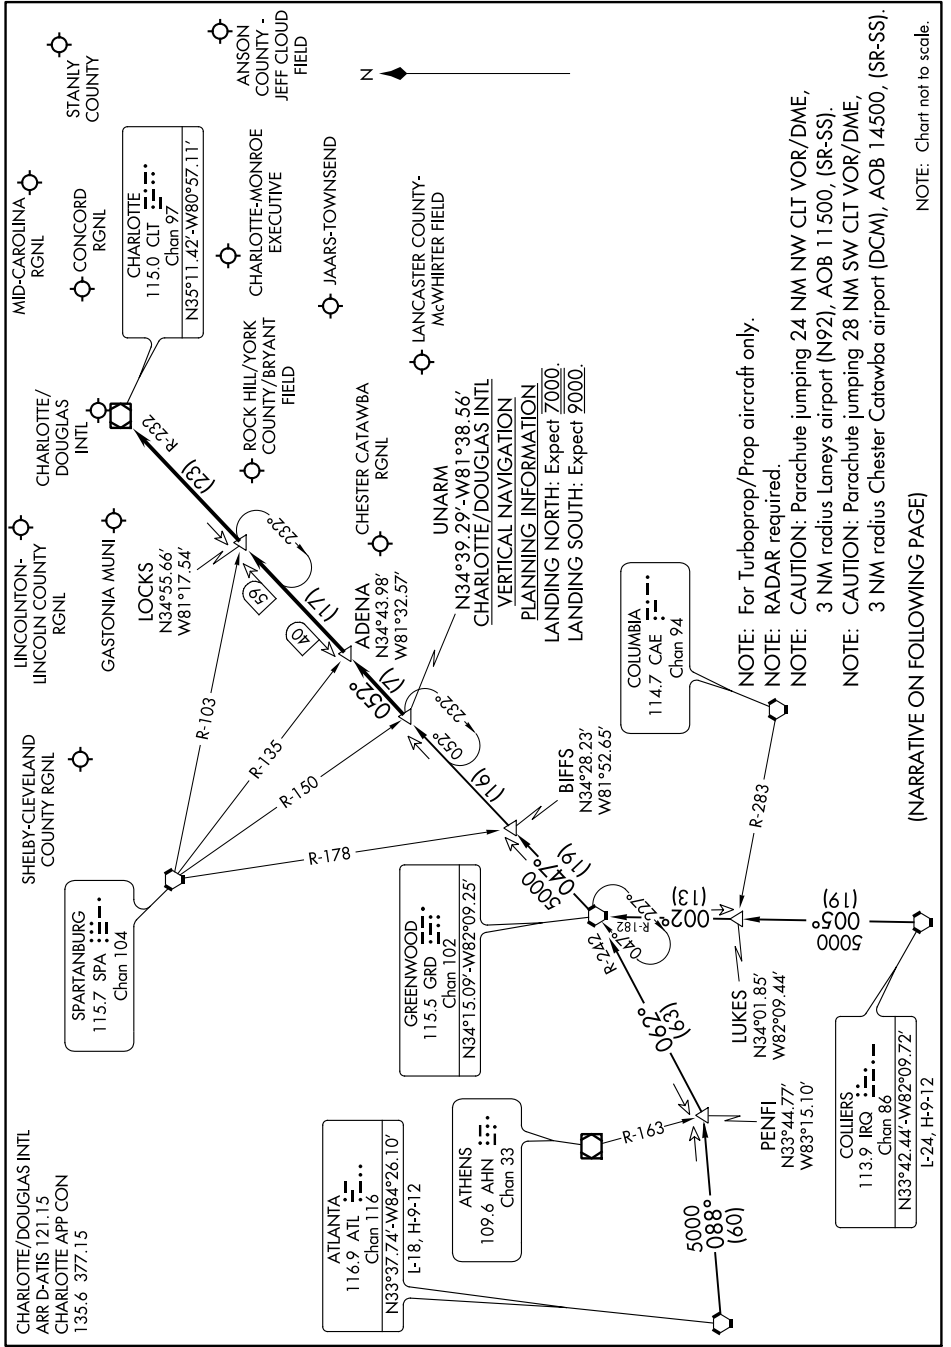 CHARLOTTE/DOUGLAS INTL
ARR D-ATIS 121.15
CHARLOTTE APP CON
135.6 377.15
SHELBY-CLEVELAND
COUNTY RGNL
LINCOLNTON-
LINCOLN COUNTY
RGNL
GASTONIA MUNI
CHARLOTTE/
DOUGLAS
INTL
MID-CAROLINA
RGNL
CONCORD
RGNL
STANLY
COUNTY
ANSON
COUNTY -
JEFF CLOUD
FIELD
CHARLOTTE
115.0 CLT
Chan 97
N35°11.42'-W80°57.11'
CHARLOTTE-MONROE
EXECUTIVE
ROCK HILL/YORK
COUNTY/BRYANT
FIELD
JAARS-TOWNSEND
LANCASTER COUNTY-
McWHIRTER FIELD
CHESTER CATAWBA
RGNL
N
SPARTANBURG
115.7 SPA
Chan 104
R-103
R-135
R-150
R-178
R-232
(23)
LOCKS
N34°55.66'
W81°17.54'
232°
59
(17)
40
ADENA
N34°43.98'
W81°32.57'
052°
(7)
UNARM
N34°39.29'-W81°38.56'
CHARLOTTE/DOUGLAS INTL
VERTICAL NAVIGATION
PLANNING INFORMATION
LANDING NORTH: Expect 7000.
LANDING SOUTH: Expect 9000.
232°
052°
(16)
BIFFS
N34°28.23'
W81°52.65'
5000
047°
(19)
GREENWOOD
115.5 GRD
Chan 102
N34°15.09'-W82°09.25'
R-242
047°
227°
R-182
002°
(13)
COLUMBIA
114.7 CAE
Chan 94
R-283
LUKES
N34°01.85'
W82°09.44'
5000
005°
(19)
COLLIERS
113.9 IRQ
Chan 86
N33°42.44'-W82°09.72'
L-24, H-9-12
062°
(63)
PENFI
N33°44.77'
W83°15.10'
ATHENS
109.6 AHN
Chan 33
R-163
ATLANTA
116.9 ATL
Chan 116
N33°37.74'-W84°26.10'
L-18, H-9-12
5000
088°
(60)
NOTE: For Turboprop/Prop aircraft only.
NOTE: RADAR required.
NOTE: CAUTION: Parachute jumping 24 NM NW CLT VOR/DME,
3 NM radius Laneys airport (N92), AOB 11500, (SR-SS).
NOTE: CAUTION: Parachute jumping 28 NM SW CLT VOR/DME,
3 NM radius Chester Catawba airport (DCM), AOB 14500, (SR-SS).
(NARRATIVE ON FOLLOWING PAGE)
NOTE: Chart not to scale.